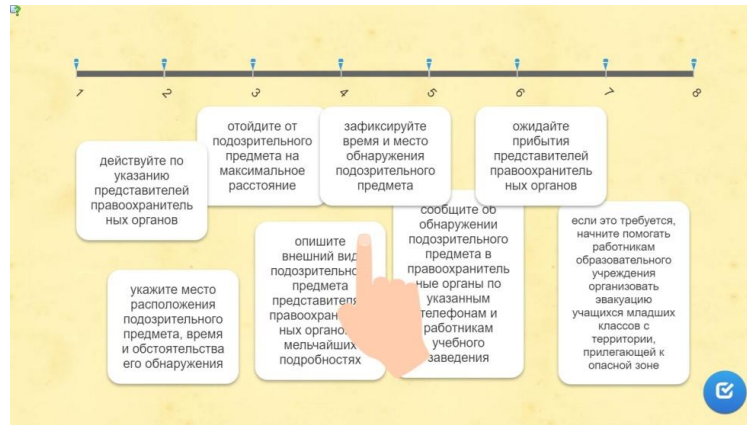 1 2 3 4 5 6 7 8
действуйте по
указанию
представителей
правоохранитель
ных органов
отойдите от
подозрительного
предмета на
максимальное
расстояние
зафиксируйте
время и место
обнаружения
подозрительного
предмета
ожидайте
прибытия
представителей
правоохранитель
ных органов
укажите место
расположения
подозрительного
предмета, время
и обстоятельства
его обнаружения
опишите
внешний вид
подозрительно
предмета
представителя
правоохран
ных органо
мельчайших
подробностях
сообщите об
обнаружении
подозрительного
предмета в
правоохранитель
ные органы по
указанным
телефонам и
работникам
учебного
заведения
если это требуется,
начните помогать
работникам
образовательного
учреждения
организовать
эвакуацию
учащихся младших
классов с
территории,
прилегающей к
опасной зоне